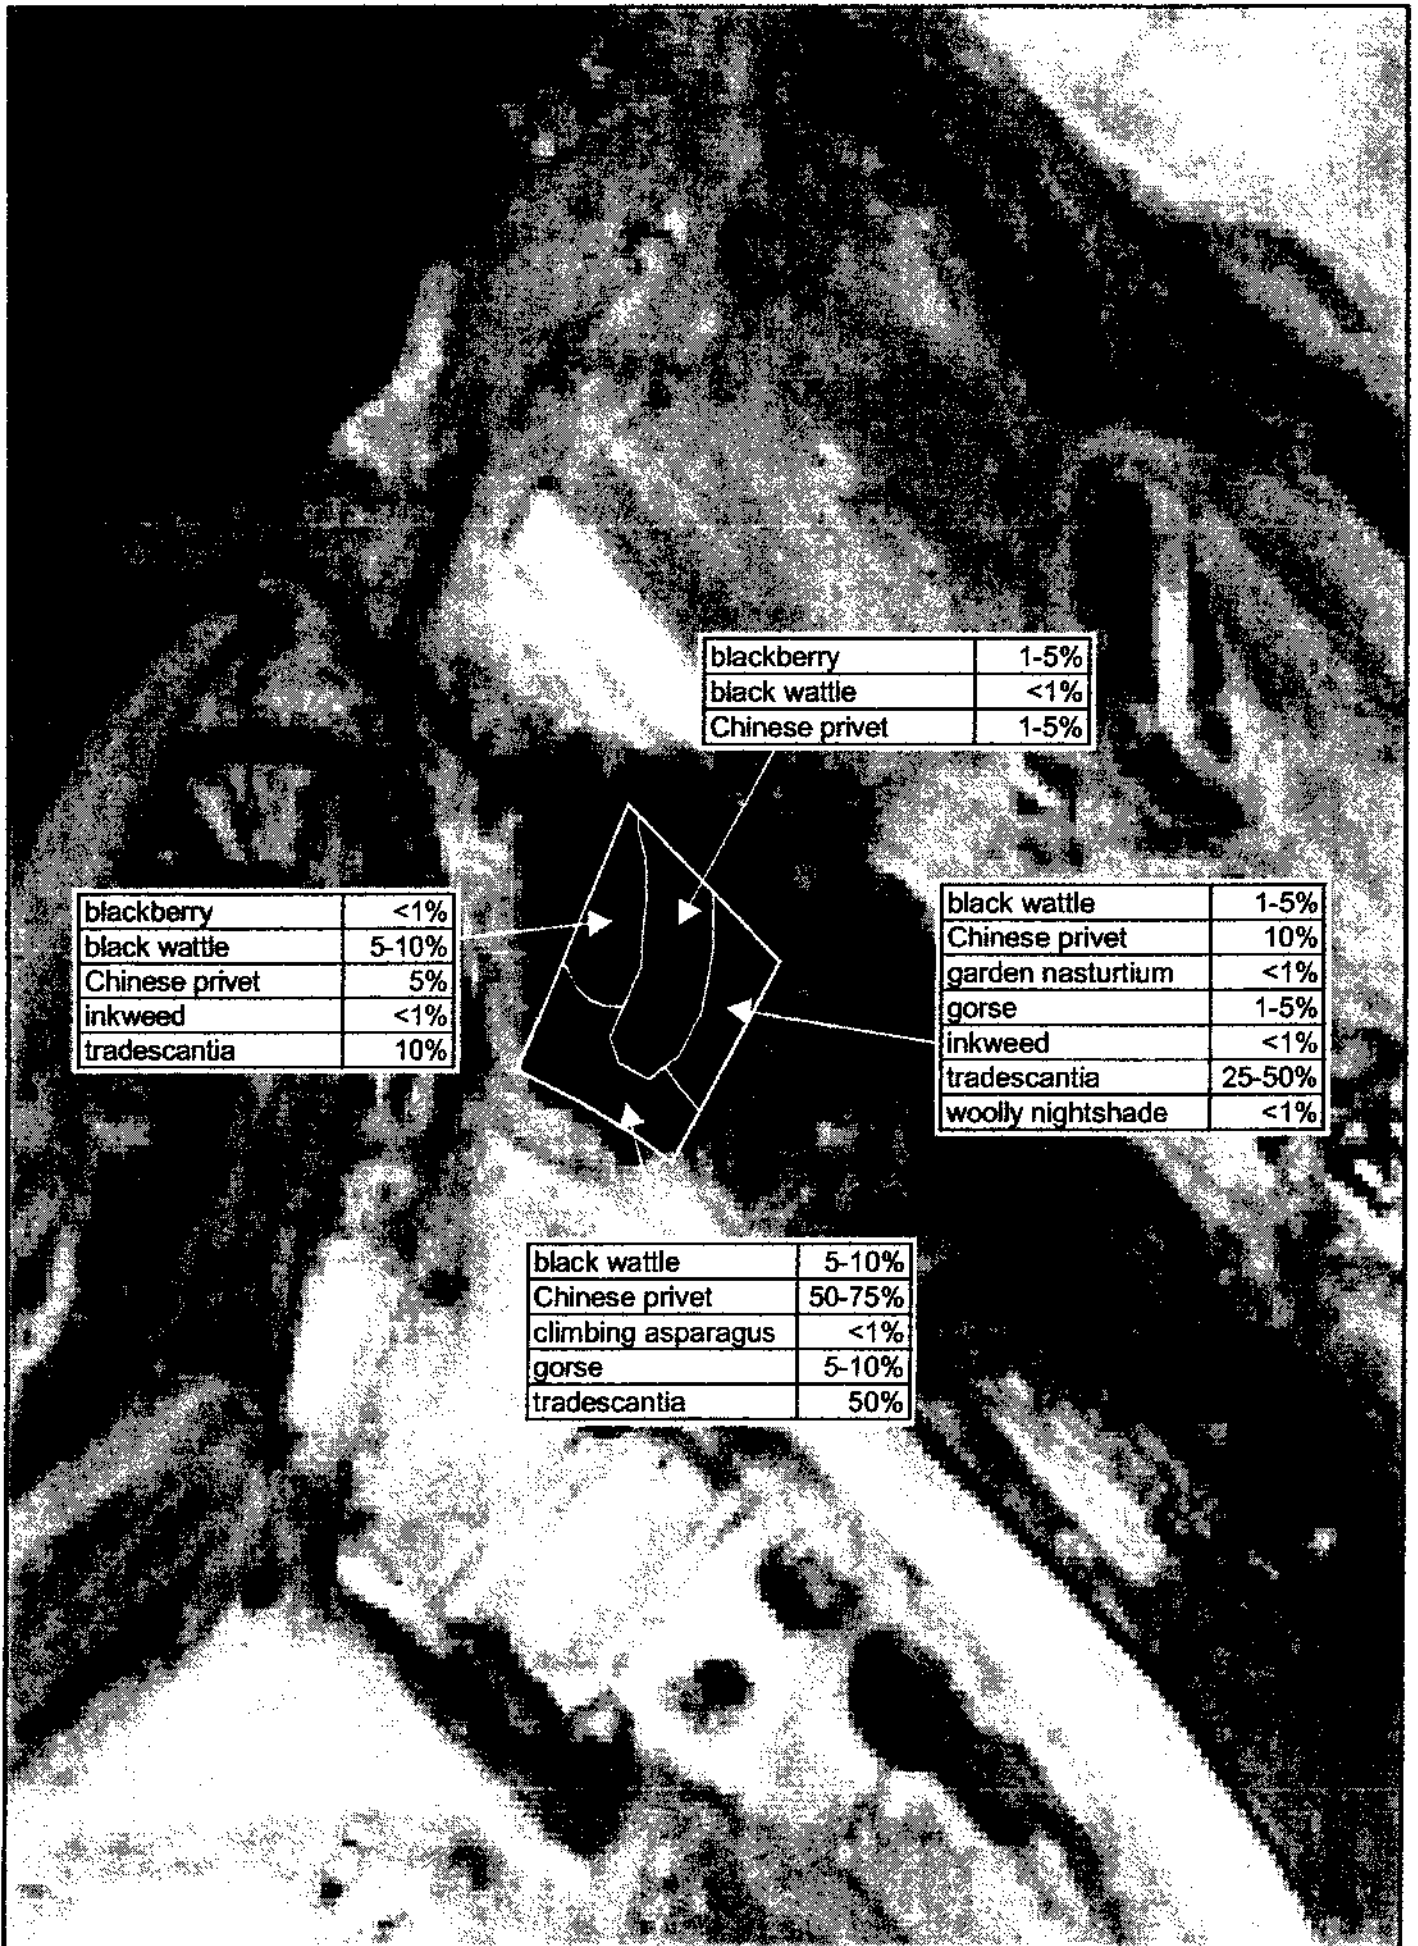 blackberry 1-5%
black wattle <1%
Chinese privet 1-5%
blackberry <1%
black wattle 5-10%
Chinese privet 5%
inkweed <1%
tradescantia 10%
black wattle 1-5%
Chinese privet 10%
garden nasturtium <1%
gorse 1-5%
inkweed <1%
tradescantia 25-50%
woolly nightshade <1%
black wattle 5-10%
Chinese privet 50-75%
climbing asparagus <1%
gorse 5-10%
tradescantia 50%